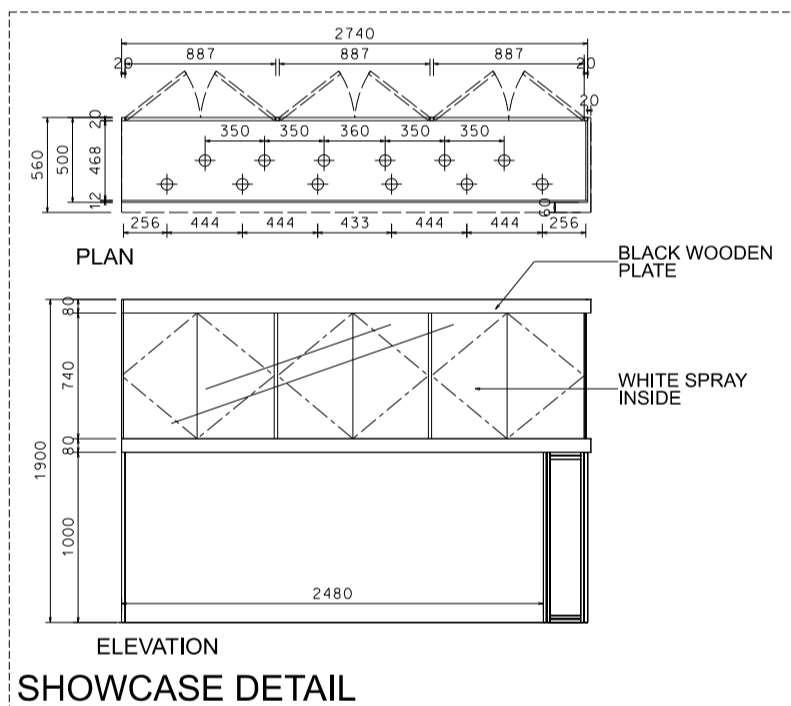 2740
887 887 887
20 20
20
350 350 360 350 350
560
500
20
468
12
60
256 444 444 433 444 444 256
PLAN
BLACK WOODEN
PLATE
80
740
WHITE SPRAY
INSIDE
80
1900
1000
2480
ELEVATION
SHOWCASE DETAIL